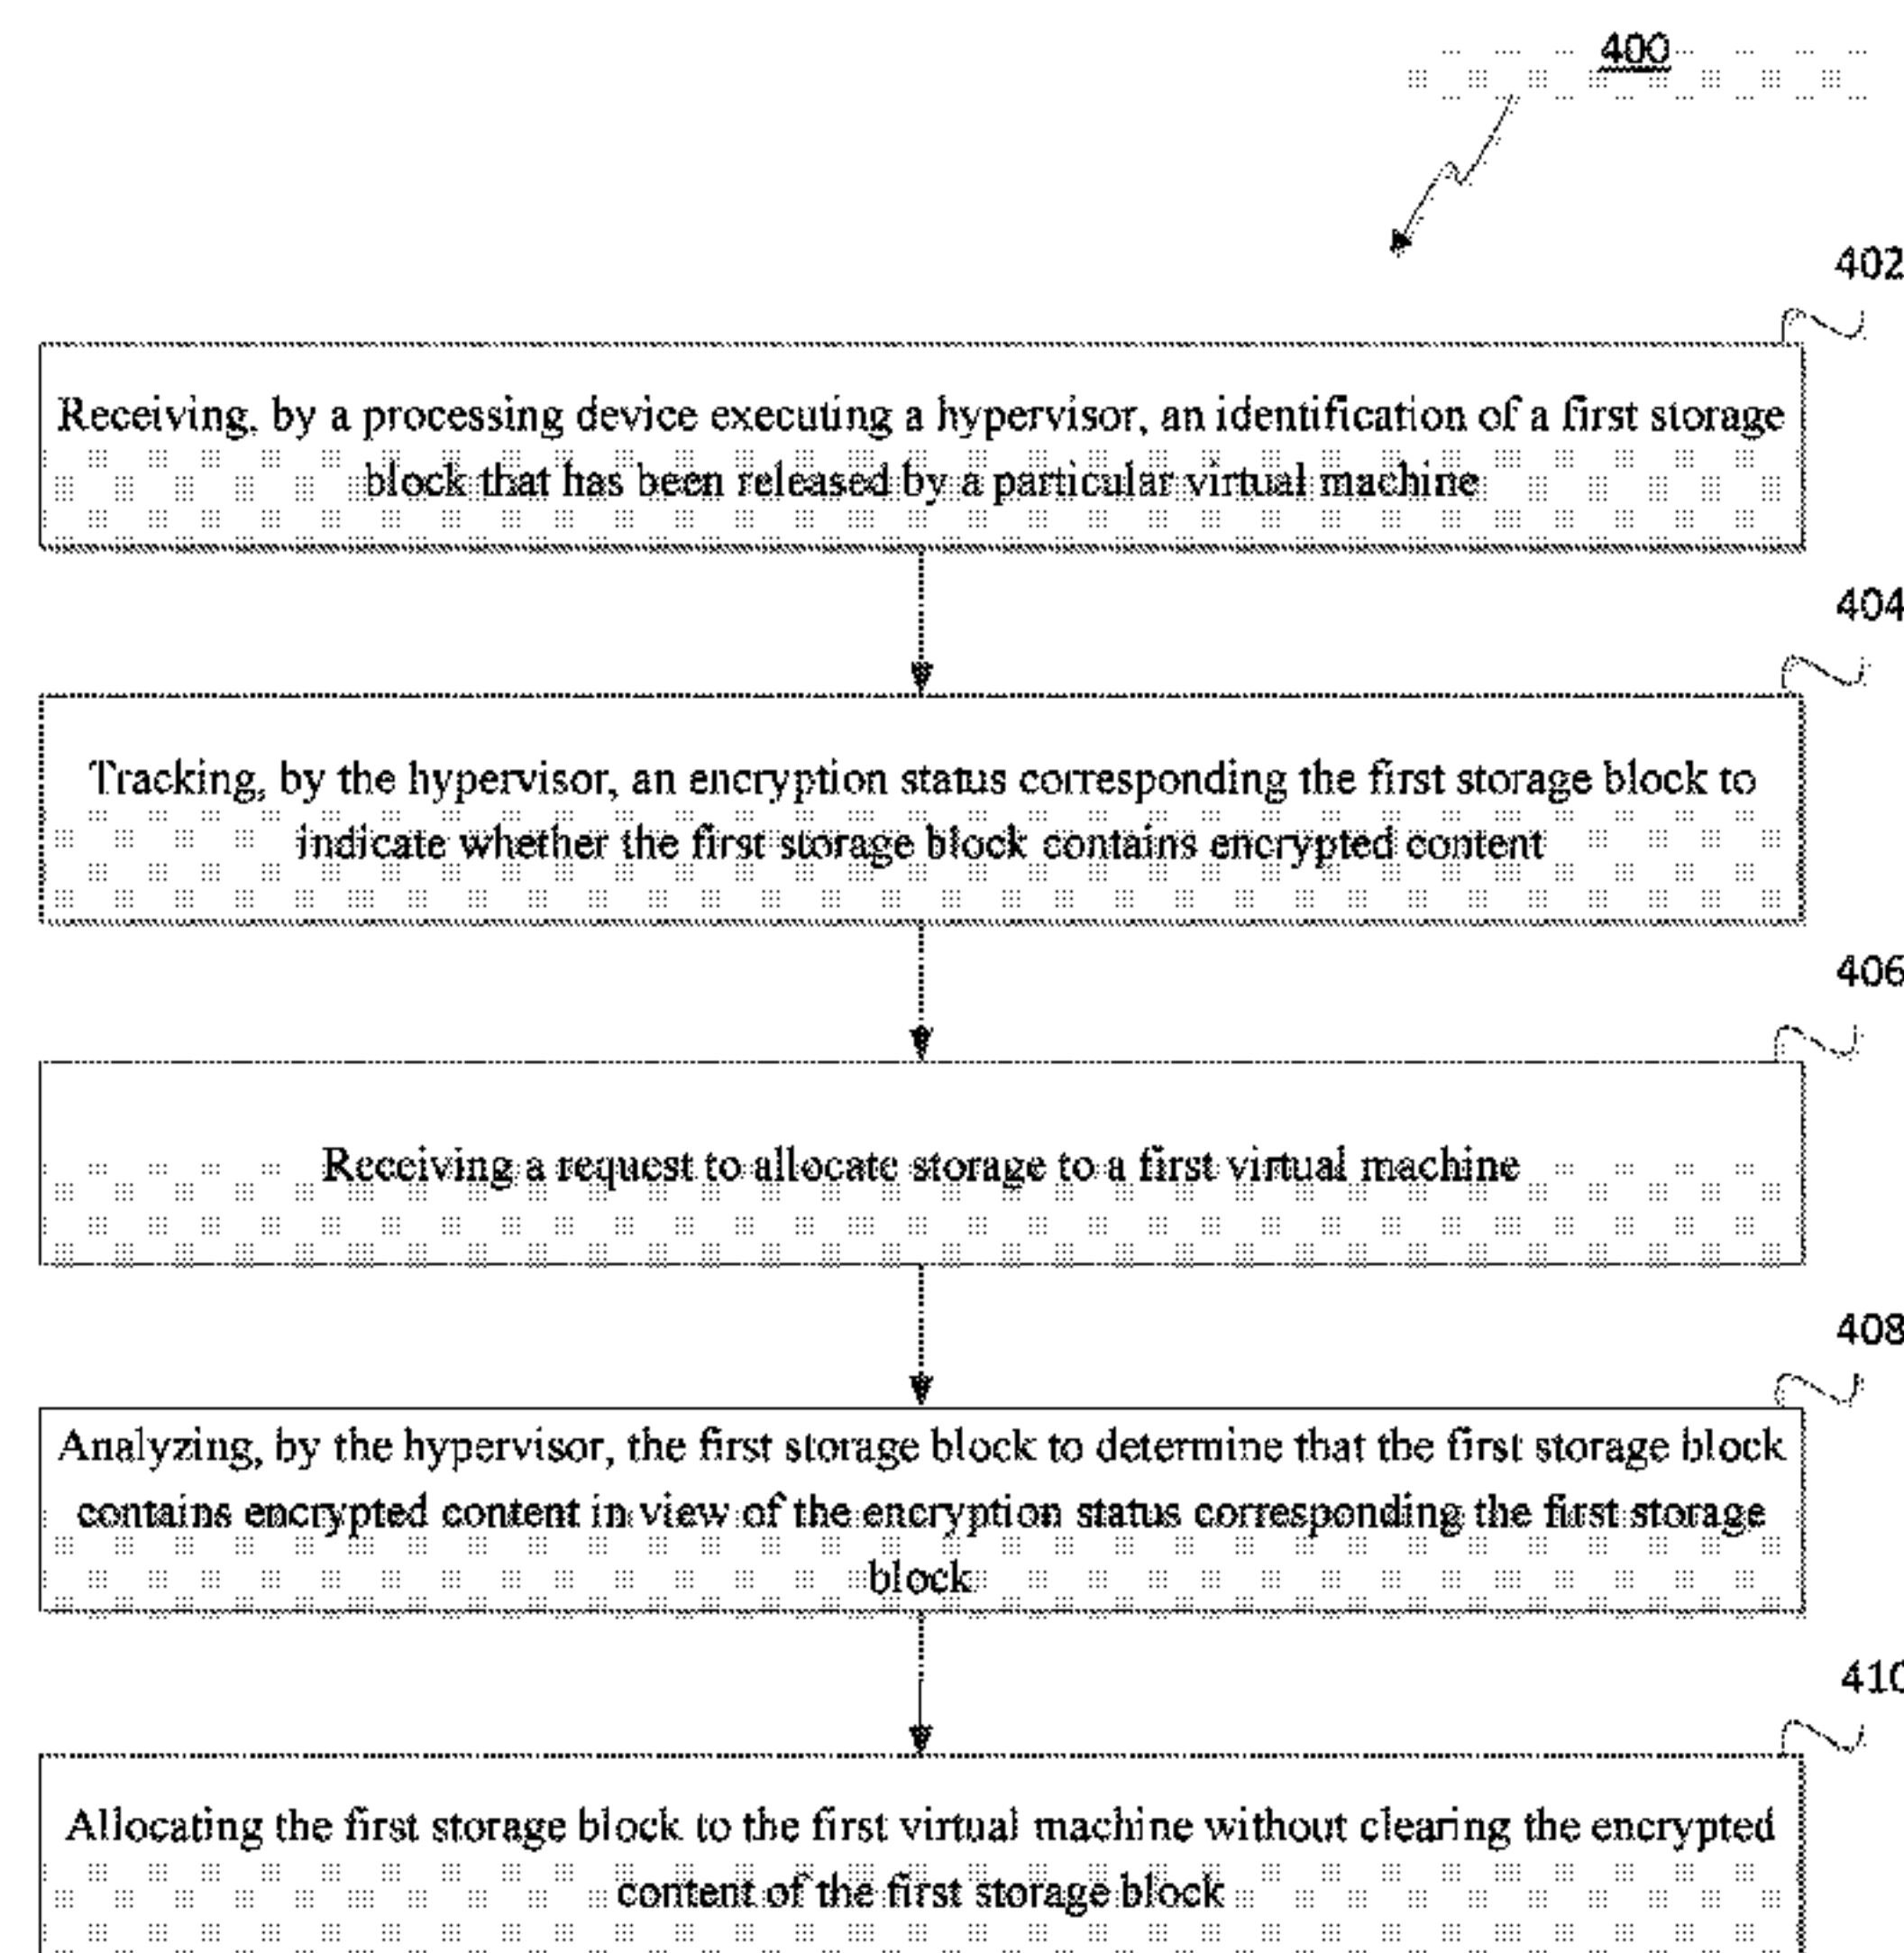 400
402
Receiving, by a processing device executing a hypervisor, an identification of a first storage
block that has been released by a particular virtual machine
404
Tracking, by the hypervisor, an encryption status corresponding the first storage block to
indicate whether the first storage block contains encrypted content
406
Receiving a request to allocate storage to a first virtual machine
408
Analyzing, by the hypervisor, the first storage block to determine that the first storage block
contains encrypted content in view of the encryption status corresponding the first storage
block
410
Allocating the first storage block to the first virtual machine without clearing the encrypted
content of the first storage block